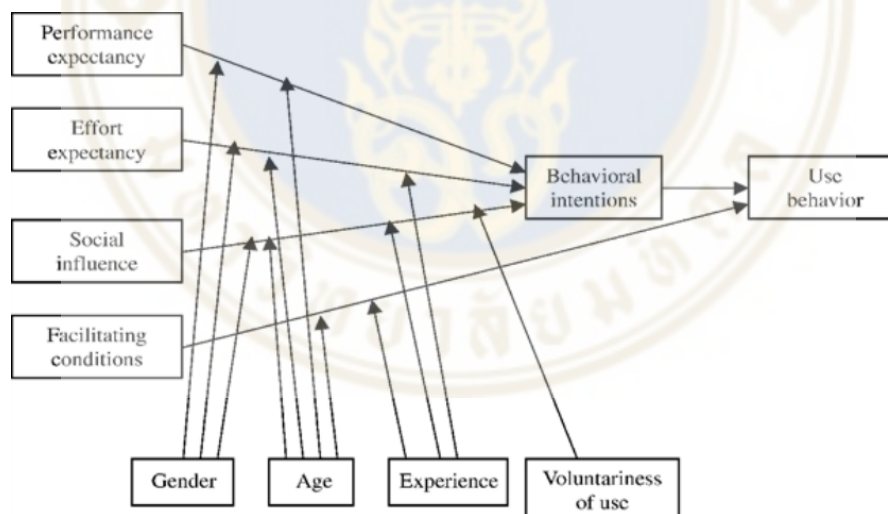 Performance
expectancy
Effort
expectancy
Behavioral
intentions
Use
behavior
Social
influence
Facilitating
conditions
Gender
Age
Experience
Voluntariness
of use